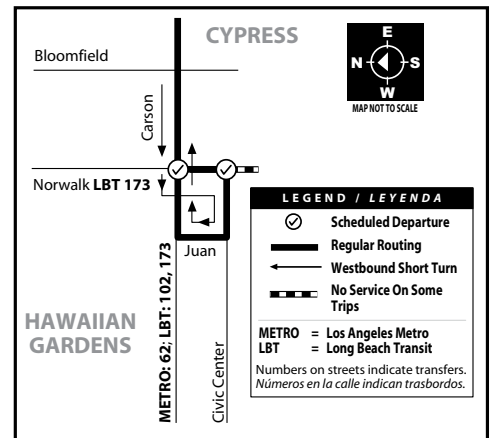 CYPRESS
Bloomfield
E
N S
W
MAP NOT TO SCALE
Carson
Norwalk LBT 173
Juan
HAWAIIAN
GARDENS
METRO: 62; LBT: 102, 173
Civic Center
LEGEND / LEYENDA
Scheduled Departure
Regular Routing
Westbound Short Turn
No Service On Some
Trips
METRO = Los Angeles Metro
LBT = Long Beach Transit
Numbers on streets indicate transfers.
Números en la calle indican trasbordos.